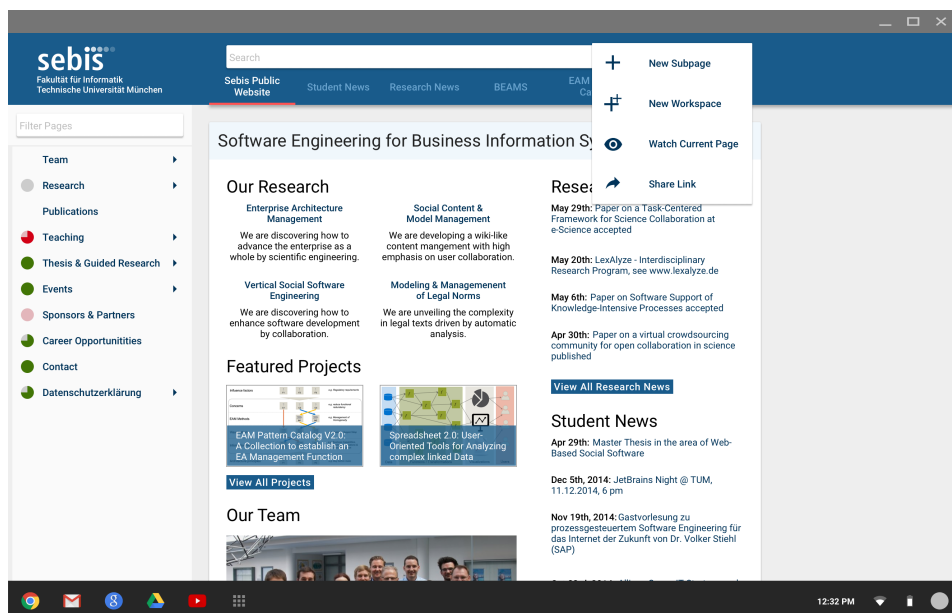 sebis
Fakultät für Informatik
Technische Universität München
Search
Sebis Public
Website
Student News
Research News
BEAMS
EAM
Ca
New Subpage
New Workspace
Watch Current Page
Share Link
Filter Pages
Team
Research
Publications
Teaching
Thesis & Guided Research
Events
Sponsors & Partners
Career Opportunitities
Contact
Datenschutzerklärung
Software Engineering for Business Information Sy
Our Research
Enterprise Architecture
Management
We are discovering how to
advance the enterprise as a
whole by scientific engineering.
Social Content &
Model Management
We are developing a wiki-like
content mangement with high
emphasis on user collaboration.
Vertical Social Software
Engineering
We are discovering how to
enhance software development
by collaboration.
Modeling & Managemenent
of Legal Norms
We are unveiling the complexity
in legal texts driven by automatic
analysis.
Featured Projects
Influence factors
Concerns
EAM Methods
EAM Pattern Catalog V2.0:
A Collection to establish an
EA Management Function
Spreadsheet 2.0: User-
Oriented Tools for Analyzing
complex linked Data
View All Projects
Our Team
Resea
May 29th: Paper on a Task-Centered
Framework for Science Collaboration at
e-Science accepted
May 20th: LexAlyze - Interdisciplinary
Research Program, see www.lexalyze.de
May 6th: Paper on Software Support of
Knowledge-Intensive Processes accepted
Apr 30th: Paper on a virtual crowdsourcing
community for open collaboration in science
published
View All Research News
Student News
Apr 29th: Master Thesis in the area of Web-
Based Social Software
Dec 5th, 2014: JetBrains Night @ TUM,
11.12.2014, 6 pm
Nov 19th, 2014: Gastvorlesung zu
prozessgesteuertem Software Engineering für
das Internet der Zukunft von Dr. Volker Stiehl
(SAP)
8
12:32 PM